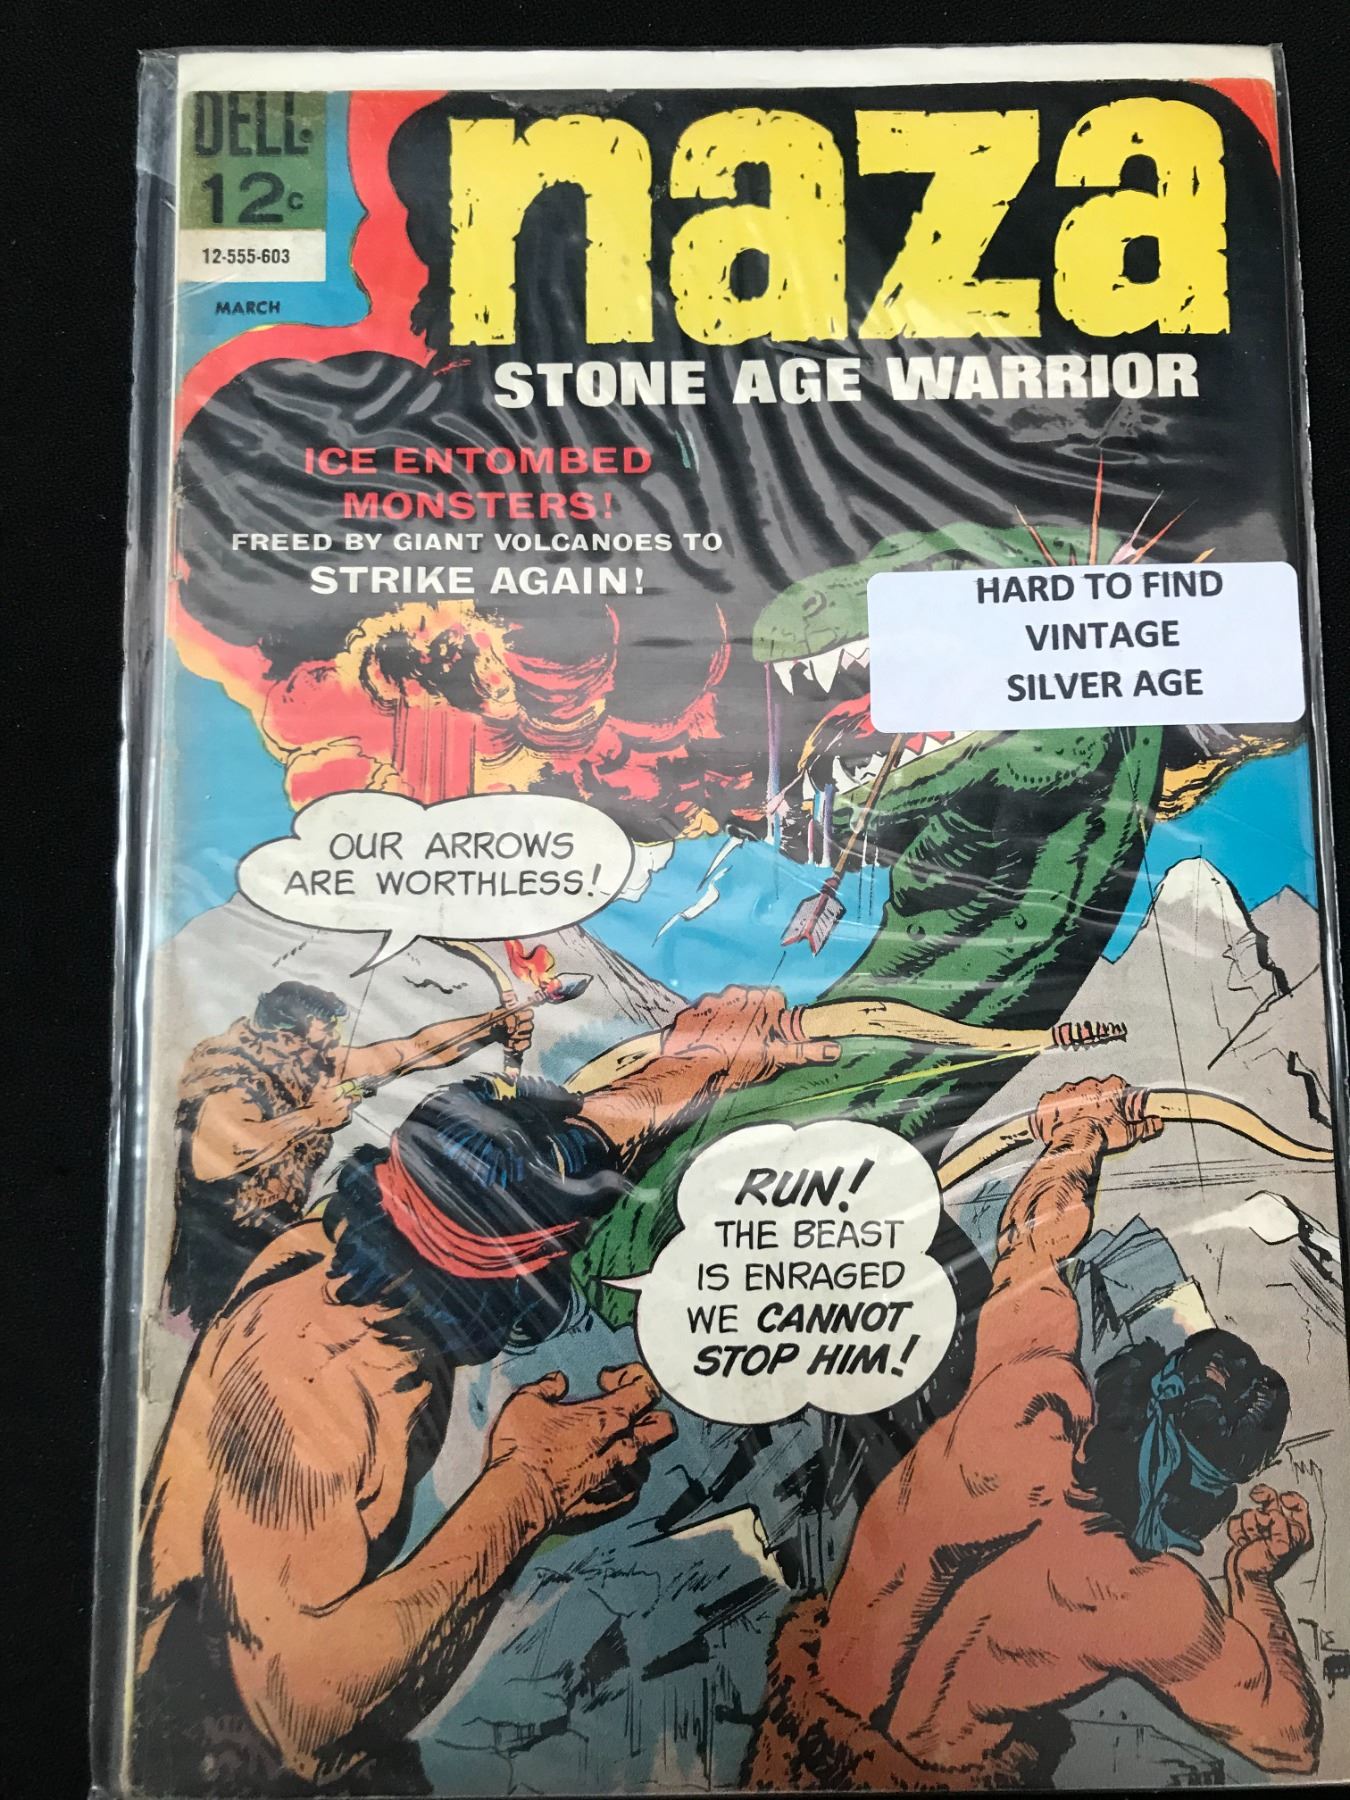 DELL.
12c
12-555-603
MARCH
naza
STONE AGE WARRIOR
ICE ENTOMBED
MONSTERS!
FREED BY GIANT VOLCANOES TO
STRIKE AGAIN!
HARD TO FIND
VINTAGE
SILVER AGE
OUR ARROWS
ARE WORTHLESS!
RUN!
THE BEAST
IS ENRAGED
WE CANNOT
STOP HIM!